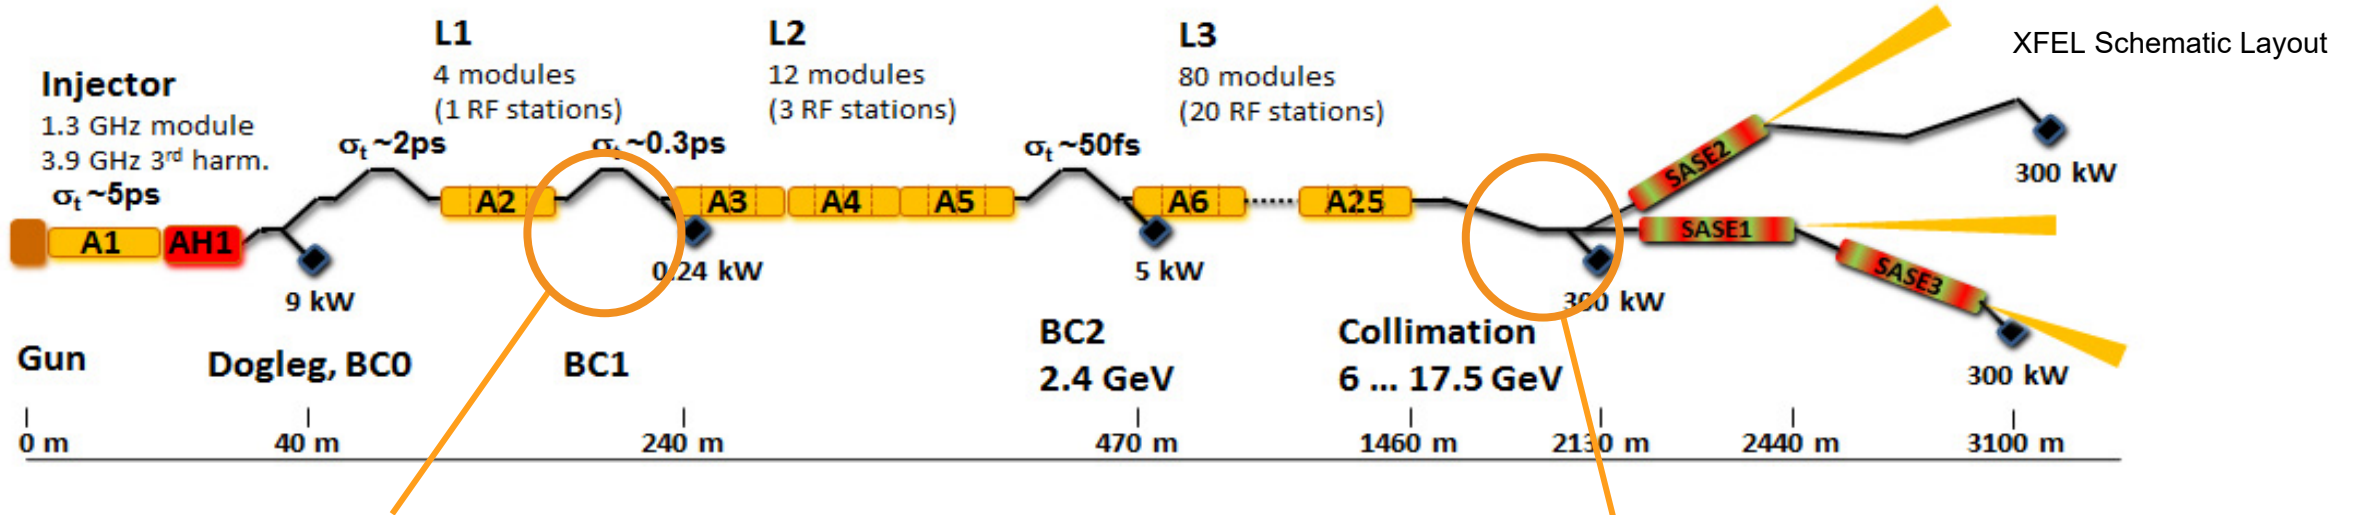 XFEL Schematic Layout
Injector
1.3 GHz module
3.9 GHz 3rd harm.
σt ~5ps
L1
4 modules
(1 RF stations)
L2
12 modules
(3 RF stations)
L3
80 modules
(20 RF stations)
σt ~2ps
σt ~0.3ps
σt ~50fs
A1
AH1
A2
A3
A4
A5
A6
A25
SASE2
SASE1
SASE3
9 kW
0.24 kW
5 kW
300 kW
300 kW
300 kW
Gun
Dogleg, BC0
BC1
BC2
2.4 GeV
Collimation
6 ... 17.5 GeV
0 m
40 m
240 m
470 m
1460 m
2130 m
2440 m
3100 m